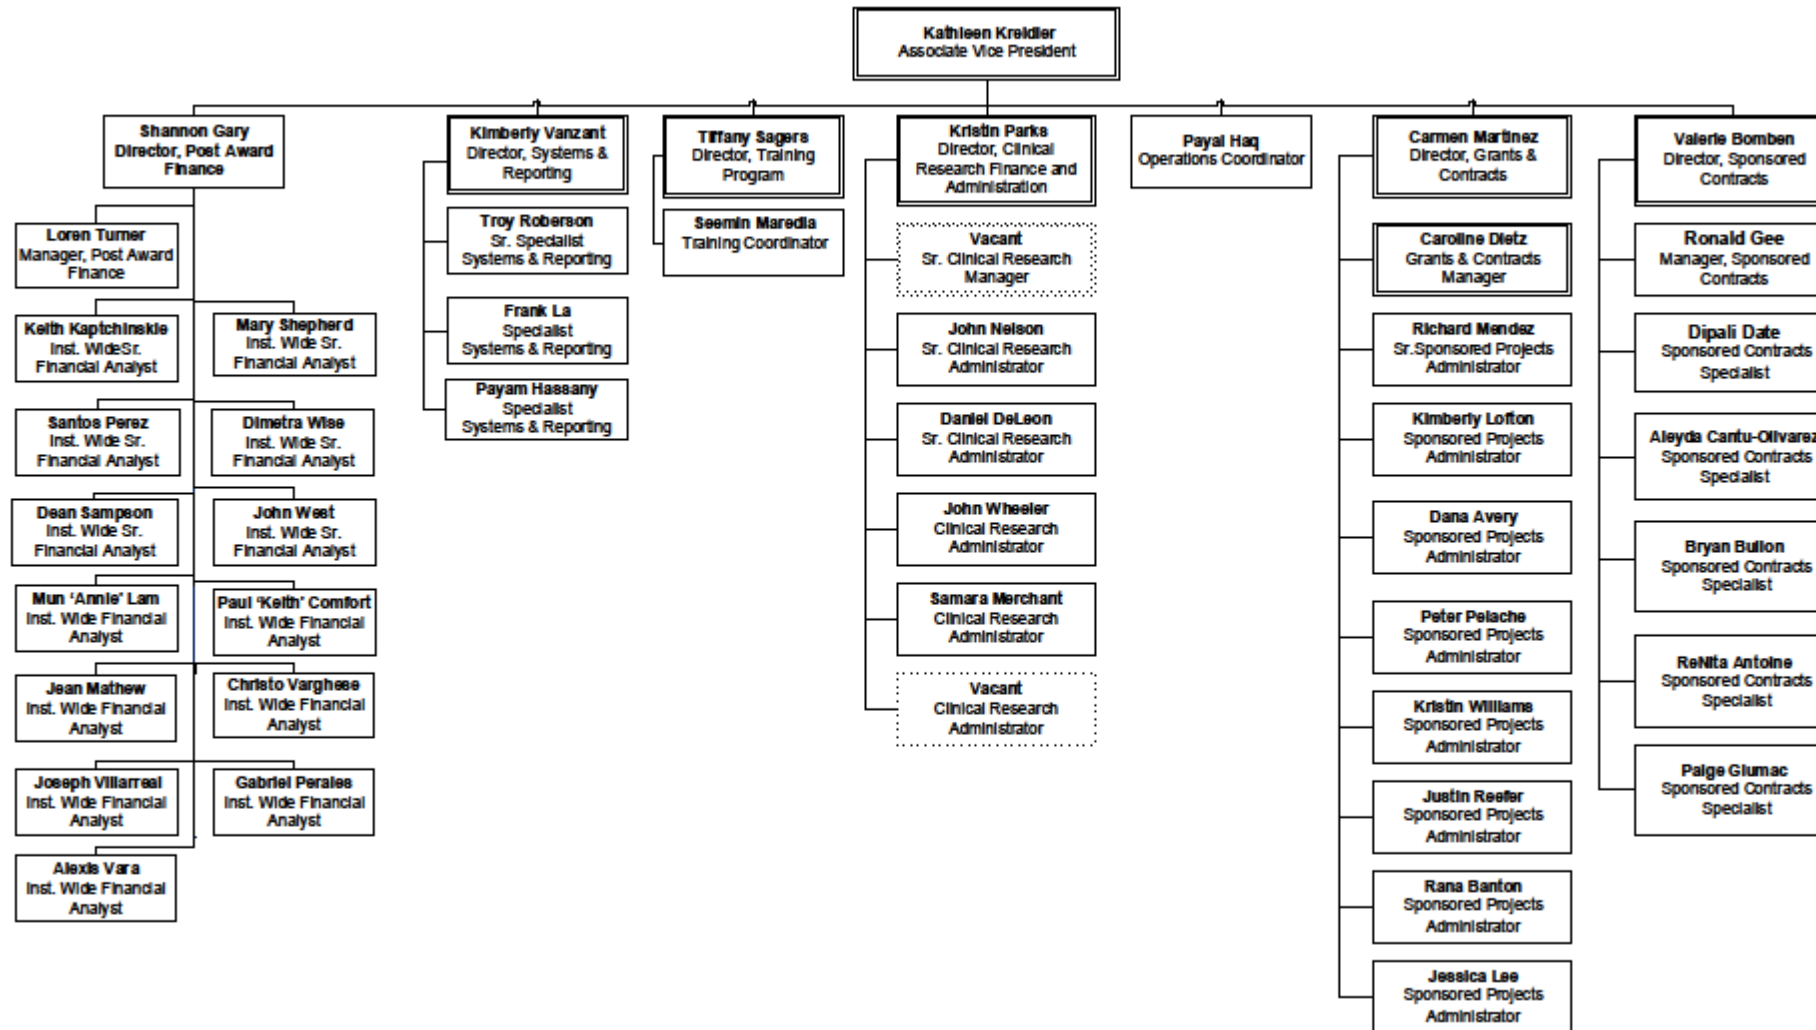 Kathleen Kreidler
Associate Vice President
Shannon Gary
Director, Post Award
Finance
Loren Turner
Manager, Post Award
Finance
Keith Kaptchinskie
Inst. WideSr.
Financial Analyst
Mary Shepherd
Inst. Wide Sr.
Financial Analyst
Santos Perez
Inst. Wide Sr.
Financial Analyst
Dimetra Wise
Inst. Wide Sr.
Financial Analyst
Dean Sampson
Inst. Wide Sr.
Financial Analyst
John West
Inst. Wide Sr.
Financial Analyst
Mun ‘Annie’ Lam
Inst. Wide Financial
Analyst
Paul ‘Keith’ Comfort
Inst. Wide Financial
Analyst
Jean Mathew
Inst. Wide Financial
Analyst
Christo Varghese
Inst. Wide Financial
Analyst
Joseph Villarreal
Inst. Wide Financial
Analyst
Gabriel Perales
Inst. Wide Financial
Analyst
Alexis Vara
Inst. Wide Financial
Analyst
Kimberly Vanzant
Director, Systems &
Reporting
Troy Roberson
Sr. Specialist
Systems & Reporting
Frank La
Specialist
Systems & Reporting
Payam Hassany
Specialist
Systems & Reporting
Tiffany Sagers
Director, Training
Program
Seemin Maredia
Training Coordinator
Kristin Parks
Director, Clinical
Research Finance and
Administration
Vacant
Sr. Clinical Research
Manager
John Nelson
Sr. Clinical Research
Administrator
Daniel DeLeon
Sr. Clinical Research
Administrator
John Wheeler
Clinical Research
Administrator
Samara Merchant
Clinical Research
Administrator
Vacant
Clinical Research
Administrator
Payal Haq
Operations Coordinator
Carmen Martinez
Director, Grants &
Contracts
Caroline Dietz
Grants & Contracts
Manager
Richard Mendez
Sr.Sponsored Projects
Administrator
Kimberly Lofton
Sponsored Projects
Administrator
Dana Avery
Sponsored Projects
Administrator
Peter Pelache
Sponsored Projects
Administrator
Kristin Williams
Sponsored Projects
Administrator
Justin Reefer
Sponsored Projects
Administrator
Rana Banton
Sponsored Projects
Administrator
Jessica Lee
Sponsored Projects
Administrator
Valerie Bomben
Director, Sponsored
Contracts
Ronald Gee
Manager, Sponsored
Contracts
Dipali Date
Sponsored Contracts
Specialist
Aleyda Cantu-Olivarez
Sponsored Contracts
Specialist
Bryan Bullon
Sponsored Contracts
Specialist
ReNita Antoine
Sponsored Contracts
Specialist
Paige Glumac
Sponsored Contracts
Specialist